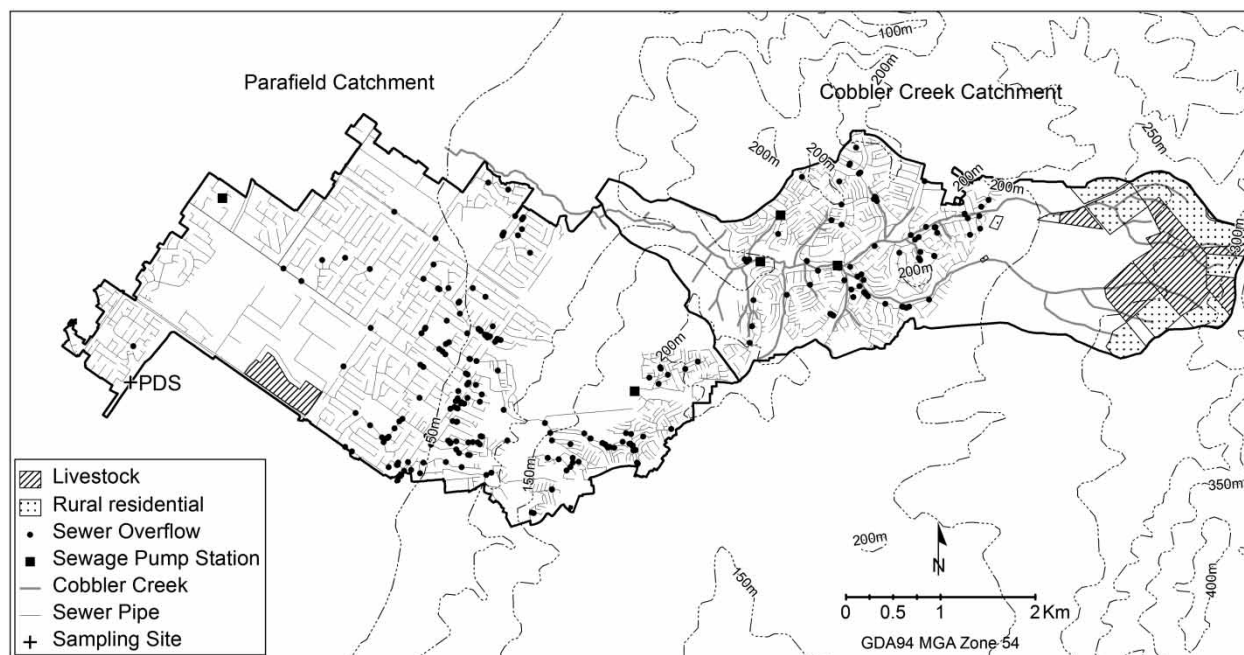 100m
200m
Parafield Catchment
Cobbler Creek Catchment
250m
200m
200m
200m
200m
300m
200m
200m
PDS
50m
150m
Livestock
Rural residential
Sewer Overflow
Sewage Pump Station
Cobbler Creek
Sewer Pipe
Sampling Site
350m
200m
150m
400m
N
0 0.5 1 2 Km
GDA94 MGA Zone 54